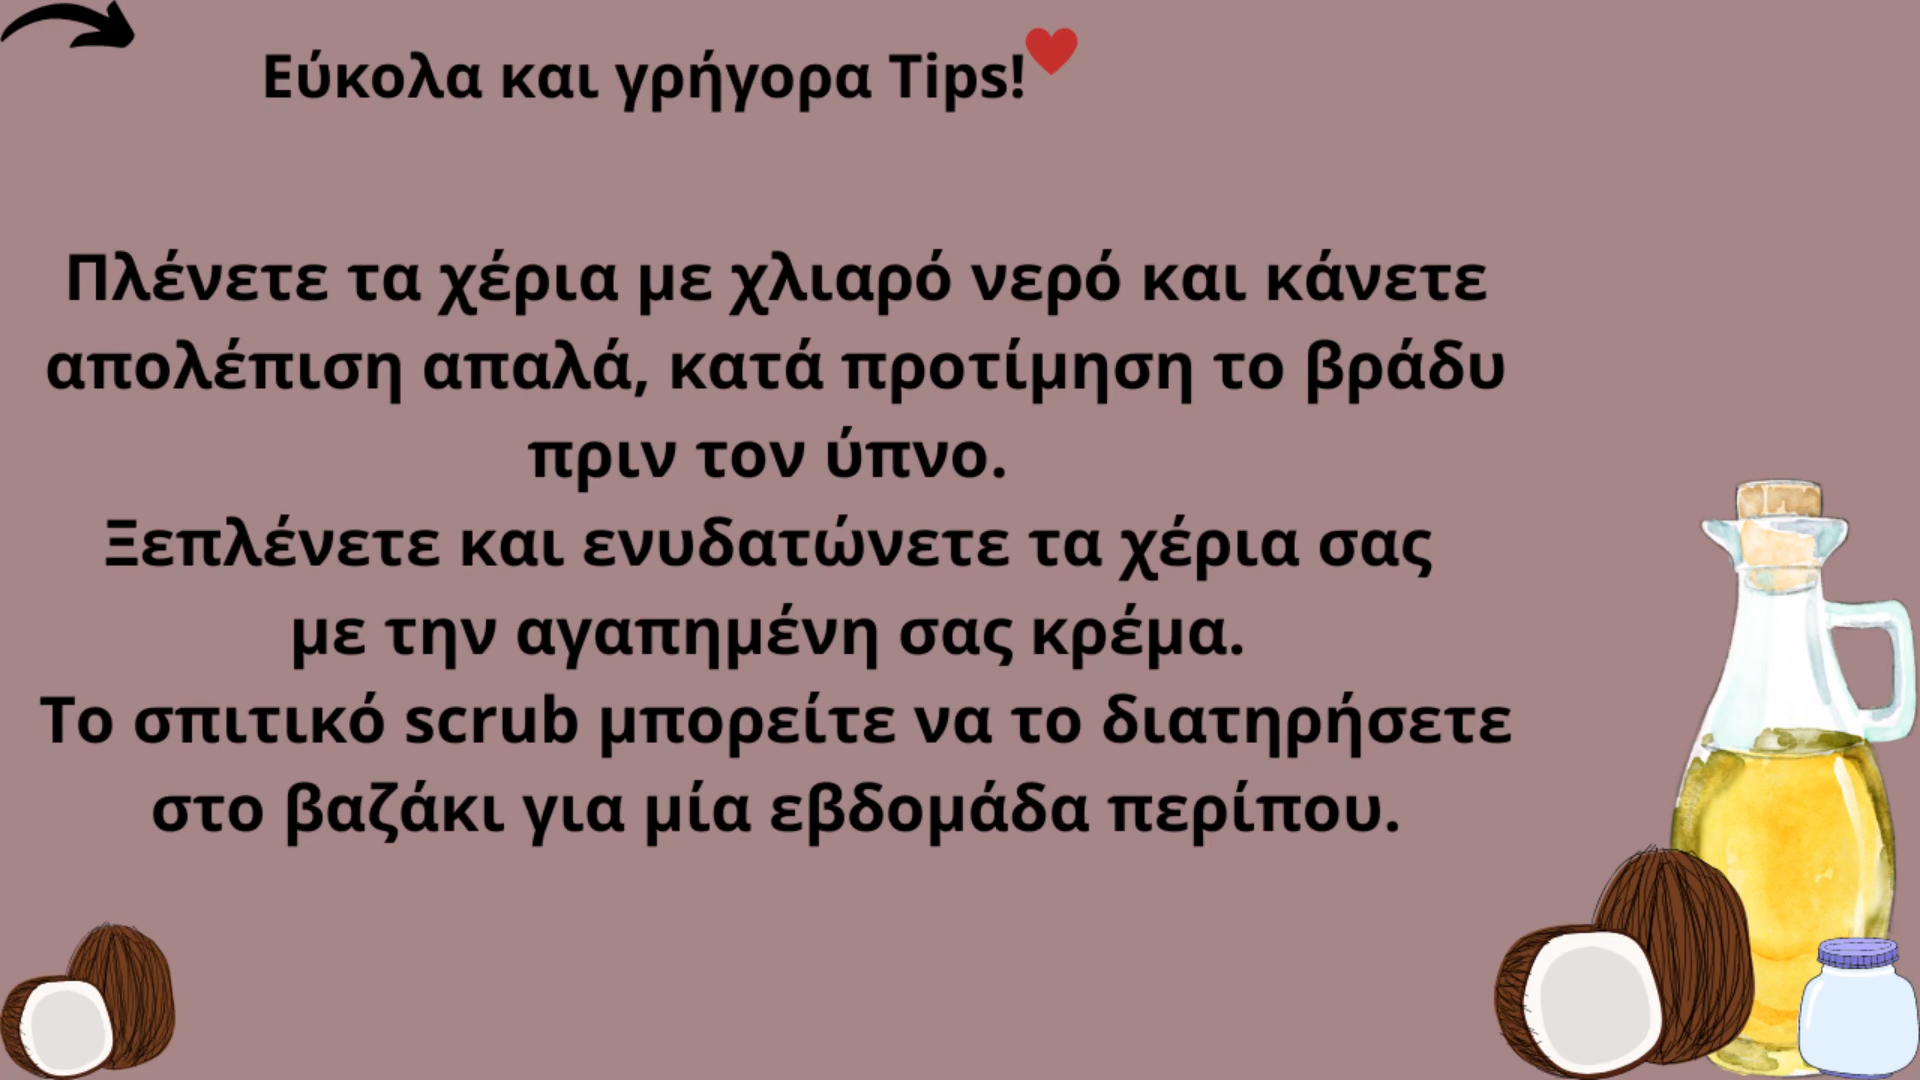 Εύκολα και γρήγορα Tips!
Πλένετε τα χέρια με χλιαρό νερό και κάνετε
απολέπιση απαλά, κατά προτίμηση το βράδυ
πριν τον ύπνο.
Ξεπλένετε και ενυδατώνετε τα χέρια σας
με την αγαπημένη σας κρέμα.
Το σπιτικό scrub μπορείτε να το διατηρήσετε
στο βαζάκι για μία εβδομάδα περίπου.